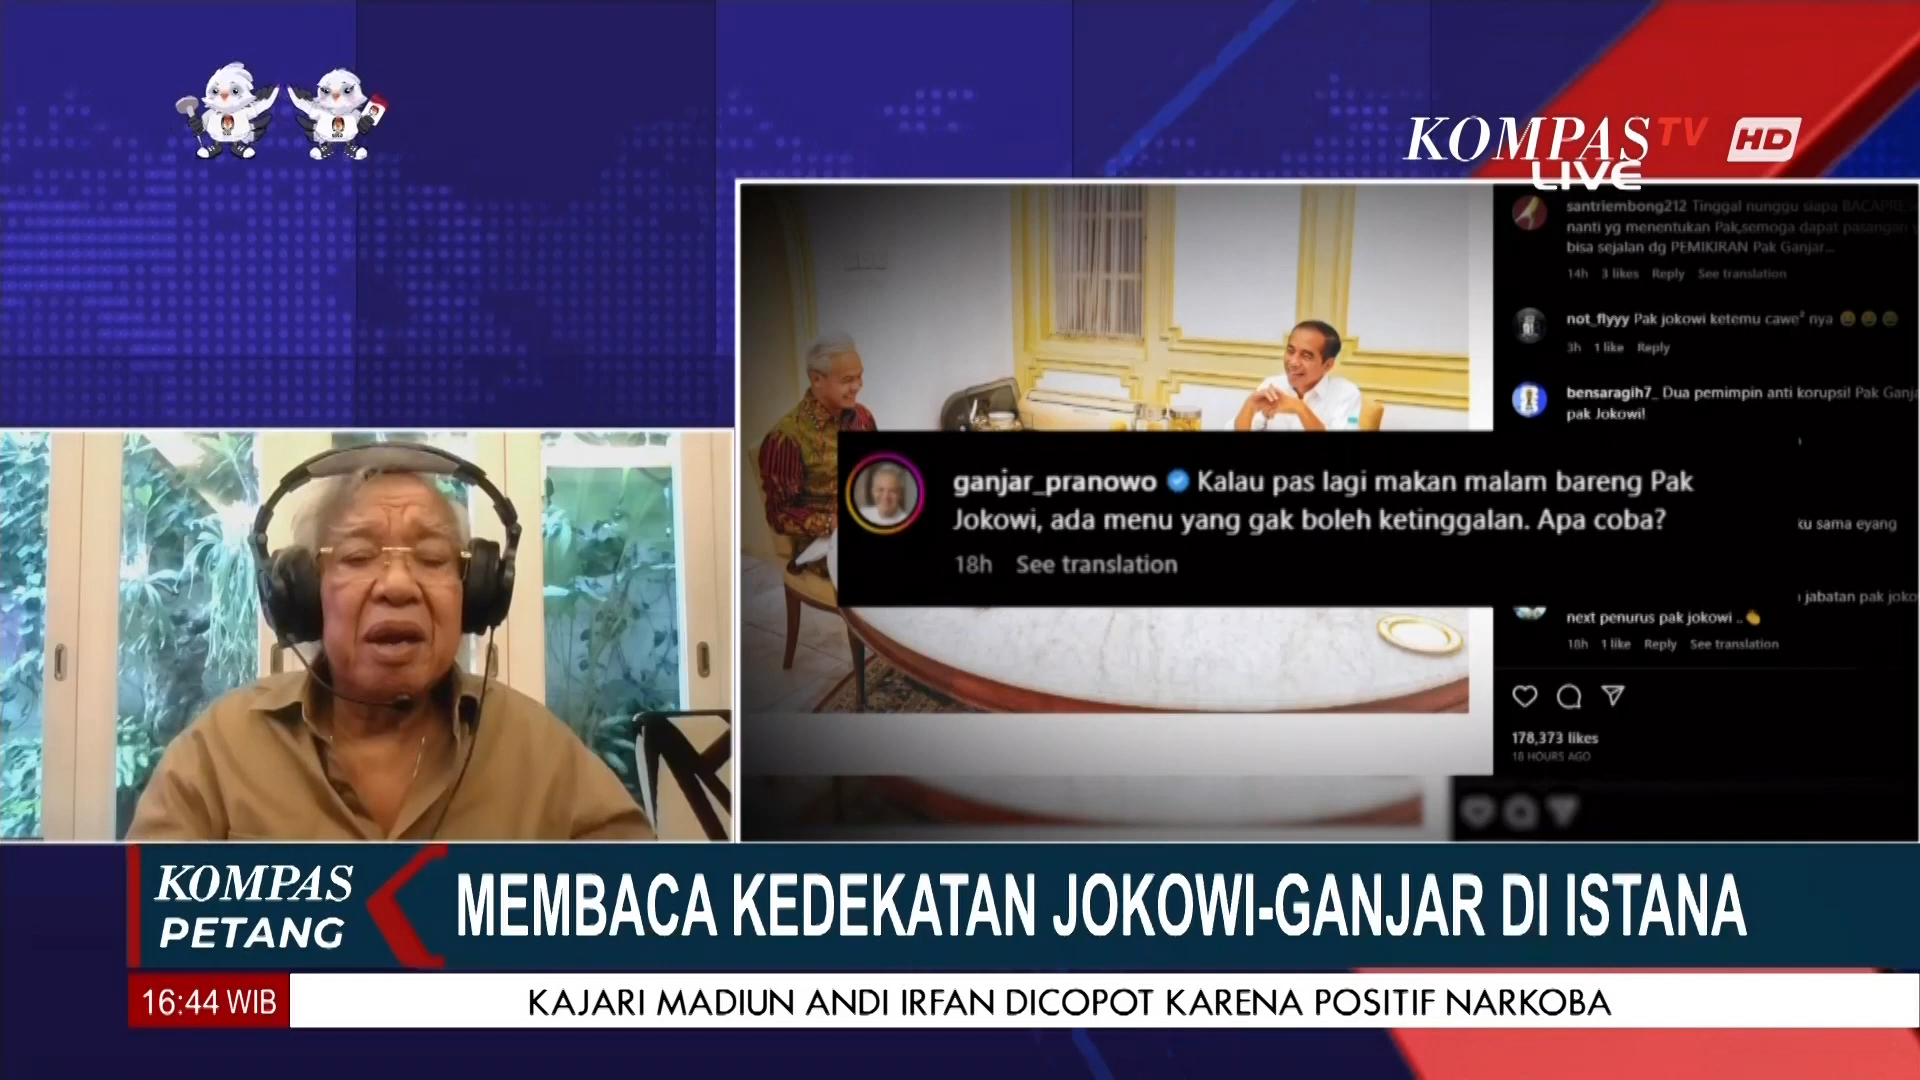 KOMPAS TV HD
LIVE
santriembong212 Tinggal nunggu siapa
nanti yg menentukan Pak,semoga dapat pasangan
bisa sejalan dg PEMIKIRAN Pak Ganjar...
14h 3 likes Reply See translation
not_flyyy Pak jokowi ketemu cawe² nya 😄 😄 😄
3h 1 like Reply
bensaragih7_ Dua pemimpin anti korupsi! Pak
pak Jokowi!
ganjar_pranowo Kalau pas lagi makan malam bareng Pak
Jokowi, ada menu yang gak boleh ketinggalan. Apa coba?
18h See translation
sama eyang
jabatan pak
next penurus pak jokowi ..👏
18h 1 like Reply See translation
178,373 likes
18 HOURS AGO
KOMPAS
PETANG
MEMBACA KEDEKATAN JOKOWI-GANJAR DI ISTANA
16:44 WIB
KAJARI MADIUN ANDI IRFAN DICOPOT KARENA POSITIF NARKOBA